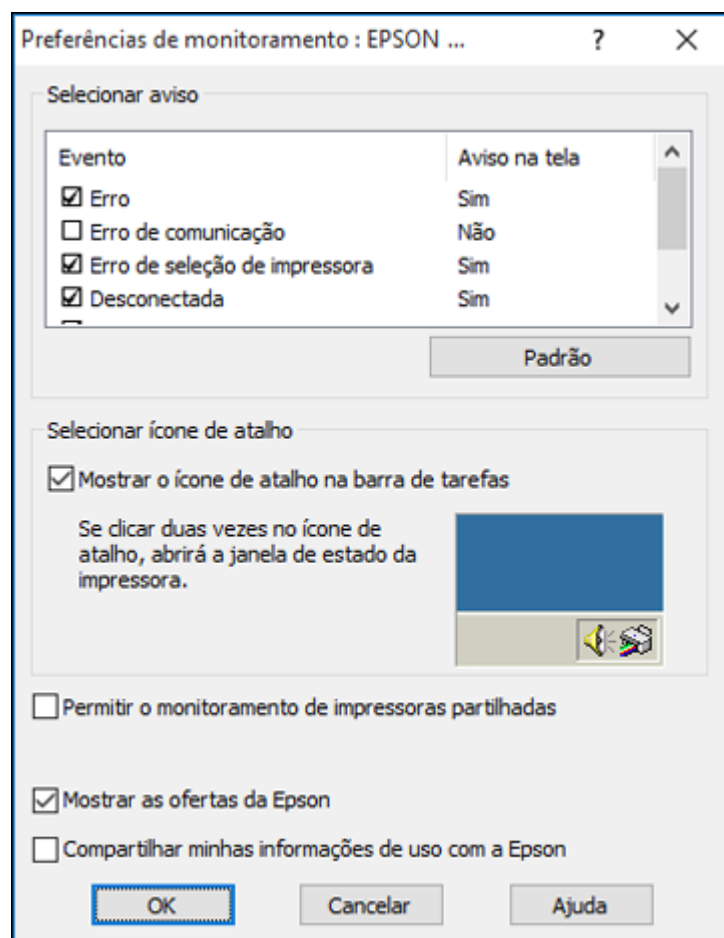 Preferências de monitoramento : EPSON ... ? ×
Selecionar aviso
Evento Aviso na tela
Erro Sim
Erro de comunicação Não
Erro de seleção de impressora Sim
Desconectada Sim
Padrão
Selecionar ícone de atalho
Mostrar o ícone de atalho na barra de tarefas
Se clicar duas vezes no ícone de
atalho, abrirá a janela de estado da
impressora.
Permitir o monitoramento de impressoras partilhadas
Mostrar as ofertas da Epson
Compartilhar minhas informações de uso com a Epson
OK Cancelar Ajuda